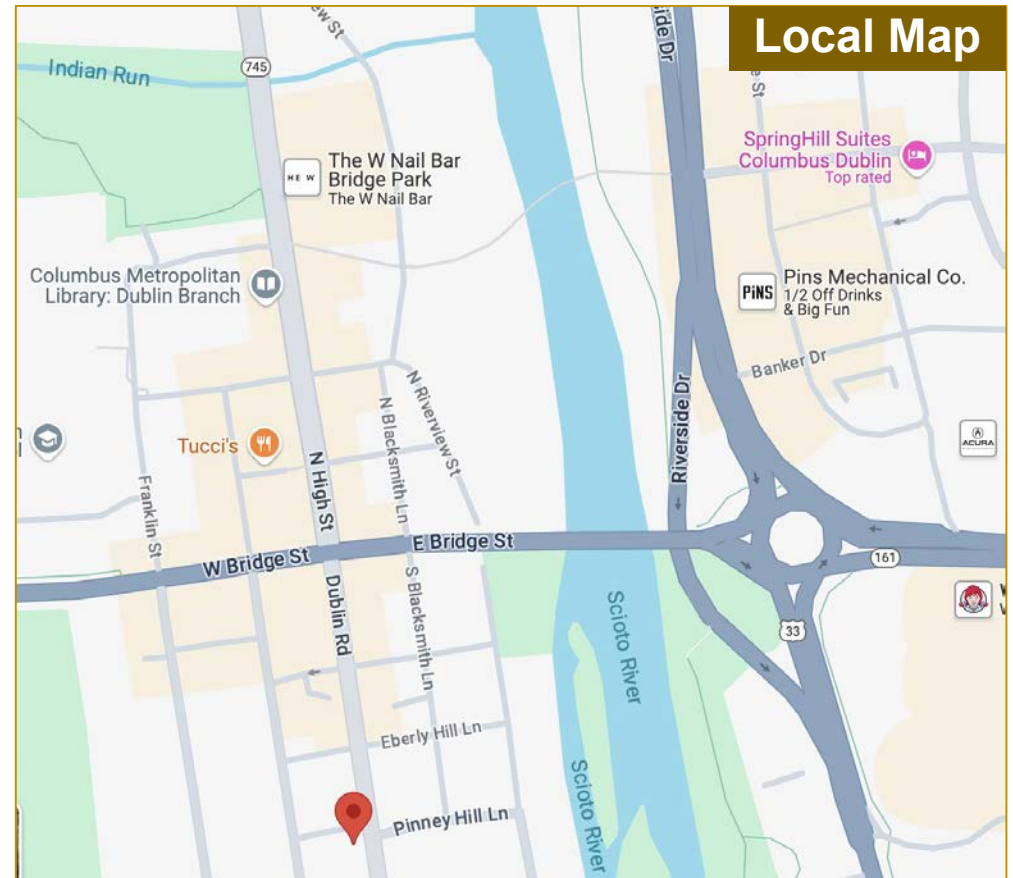 Local Map
Indian Run
745
The W Nail Bar
Bridge Park
The W Nail Bar
HE W
SpringHill Suites
Columbus Dublin
Top rated
Columbus Metropolitan
Library: Dublin Branch
PiNS
Pins Mechanical Co.
1/2 Off Drinks
& Big Fun
Banker Dr
Riverside Dr
N Riverview St
N Blacksmith Ln
ACURA
Tucci's
N High St
Franklin St
W Bridge St
E Bridge St
161
Dublin Rd
S Blacksmith Ln
Scioto River
33
Eberly Hill Ln
Scioto River
Pinney Hill Ln